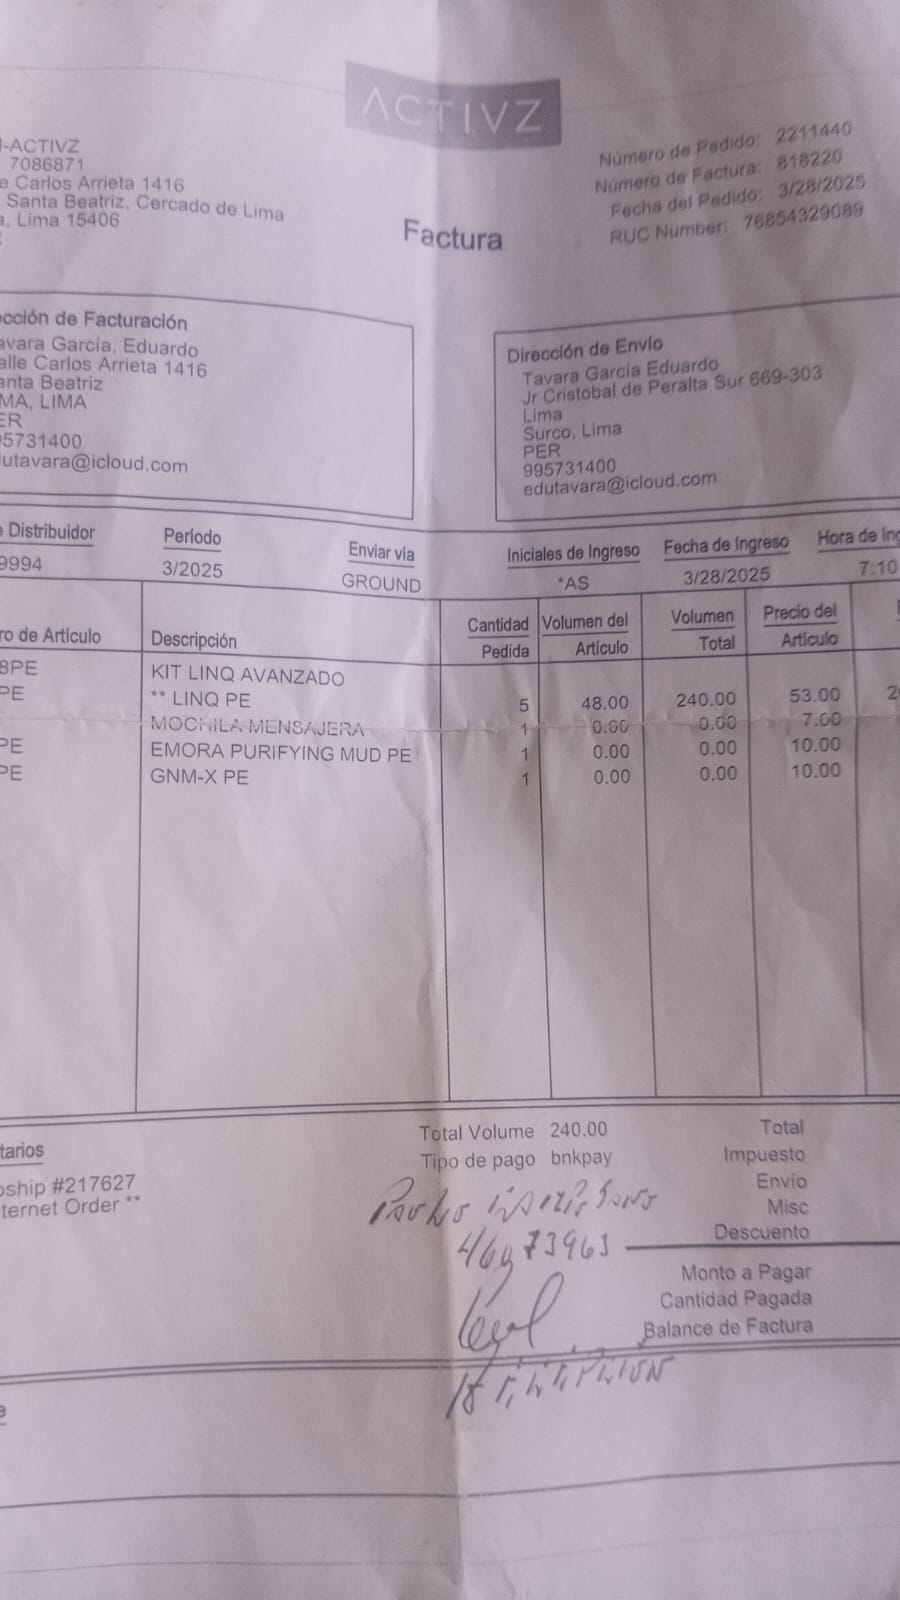 ACTIVZ
-ACTIVZ
7086871
e Carlos Arrieta 1416
Santa Beatriz, Cercado de Lima
, Lima 15406
Factura
Número de Pedido: 2211440
Número de Factura: 818220
Fecha del Pedido: 3/28/2025
RUC Number: 76854329089
cción de Facturación
avara García, Eduardo
alle Carlos Arrieta 1416
anta Beatriz
MA, LIMA
ER
95731400
dutavara@icloud.com
Dirección de Envío
Tavara García Eduardo
Jr Cristobal de Peralta Sur 669-303
Lima
Surco, Lima
PER
995731400
edutavara@icloud.com
Distribuidor Período Enviar vía Iniciales de Ingreso Fecha de Ingreso Hora de Ing
9994 3/2025 GROUND *AS 3/28/2025 7:10
ro de Artículo Descripción Cantidad Pedida Volumen del Artículo Volumen Total Precio del Artículo
8PE KIT LINQ AVANZADO
PE ** LINQ PE 5 48.00 240.00 53.00 2
MOCHILA MENSAJERA 1 0.00 0.00 7.00
PE EMORA PURIFYING MUD PE 1 0.00 0.00 10.00
PE GNM-X PE 1 0.00 0.00 10.00
Total Volume 240.00
Tipo de pago bnkpay
tarios
oship #217627
ternet Order **
Total
Impuesto
Envío
Misc
Descuento
Monto a Pagar
Cantidad Pagada
Balance de Factura